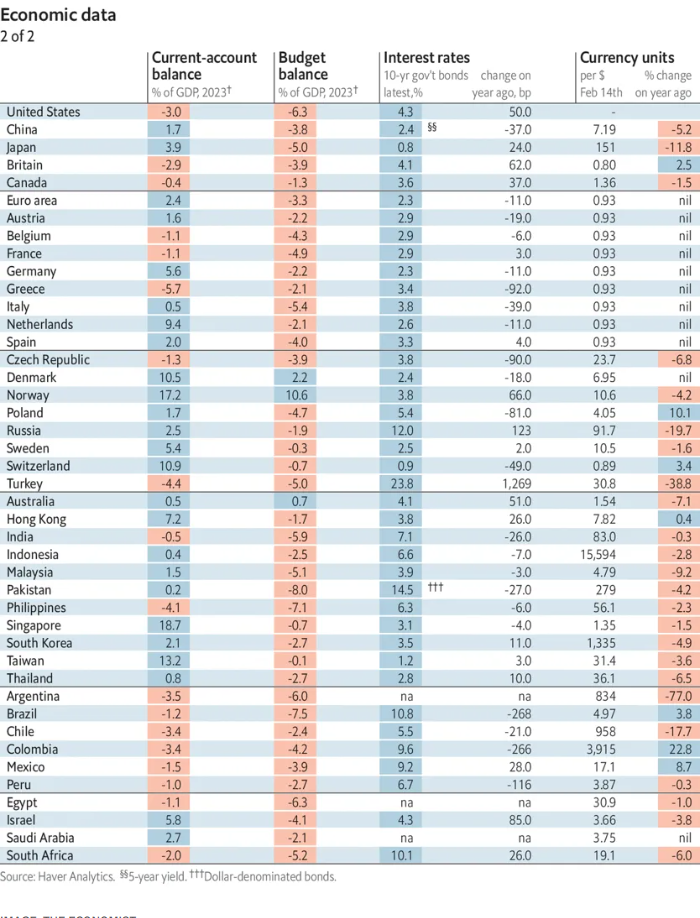 Economic data
2 of 2
Current-account Budget Interest rates Currency units
balance balance 10-yr gov't bonds change on per $ % change
% of GDP, 2023† % of GDP, 2023† latest,% year ago, bp Feb 14th on year ago
United States -3.0 -6.3 4.3 50.0 -
China 1.7 -3.8 2.4 §§ -37.0 7.19 -5.2
Japan 3.9 -5.0 0.8 24.0 151 -11.8
Britain -2.9 -3.9 4.1 62.0 0.80 2.5
Canada -0.4 -1.3 3.6 37.0 1.36 -1.5
Euro area 2.4 -3.3 2.3 -11.0 0.93 nil
Austria 1.6 -2.2 2.9 -19.0 0.93 nil
Belgium -1.1 -4.3 2.9 -6.0 0.93 nil
France -1.1 -4.9 2.9 3.0 0.93 nil
Germany 5.6 -2.2 2.3 -11.0 0.93 nil
Greece -5.7 -2.1 3.4 -92.0 0.93 nil
Italy 0.5 -5.4 3.8 -39.0 0.93 nil
Netherlands 9.4 -2.1 2.6 -11.0 0.93 nil
Spain 2.0 -4.0 3.3 4.0 0.93 nil
Czech Republic -1.3 -3.9 3.8 -90.0 23.7 -6.8
Denmark 10.5 2.2 2.4 -18.0 6.95 nil
Norway 17.2 10.6 3.8 66.0 10.6 -4.2
Poland 1.7 -4.7 5.4 -81.0 4.05 10.1
Russia 2.5 -1.9 12.0 123 91.7 -19.7
Sweden 5.4 -0.3 2.5 2.0 10.5 -1.6
Switzerland 10.9 -0.7 0.9 -49.0 0.89 3.4
Turkey -4.4 -5.0 23.8 1,269 30.8 -38.8
Australia 0.5 0.7 4.1 51.0 1.54 -7.1
Hong Kong 7.2 -1.7 3.8 26.0 7.82 0.4
India -0.5 -5.9 7.1 -26.0 83.0 -0.3
Indonesia 0.4 -2.5 6.6 -7.0 15,594 -2.8
Malaysia 1.5 -5.1 3.9 -3.0 4.79 -9.2
Pakistan 0.2 -8.0 14.5 ††† -27.0 279 -4.2
Philippines -4.1 -7.1 6.3 -6.0 56.1 -2.3
Singapore 18.7 -0.7 3.1 -4.0 1.35 -1.5
South Korea 2.1 -2.7 3.5 11.0 1,335 -4.9
Taiwan 13.2 -0.1 1.2 3.0 31.4 -3.6
Thailand 0.8 -2.7 2.8 10.0 36.1 -6.5
Argentina -3.5 -6.0 na na 834 -77.0
Brazil -1.2 -7.5 10.8 -268 4.97 3.8
Chile -3.4 -2.4 5.5 -21.0 958 -17.7
Colombia -3.4 -4.2 9.6 -266 3,915 22.8
Mexico -1.5 -3.9 9.2 28.0 17.1 8.7
Peru -1.0 -2.7 6.7 -116 3.87 -0.3
Egypt -1.1 -6.3 na na 30.9 -1.0
Israel 5.8 -4.1 4.3 85.0 3.66 -3.8
Saudi Arabia 2.7 -2.1 na na 3.75 nil
South Africa -2.0 -5.2 10.1 26.0 19.1 -6.0
Source: Haver Analytics. §§5-year yield. †††Dollar-denominated bonds.
IMAGE: THE ECONOMIST